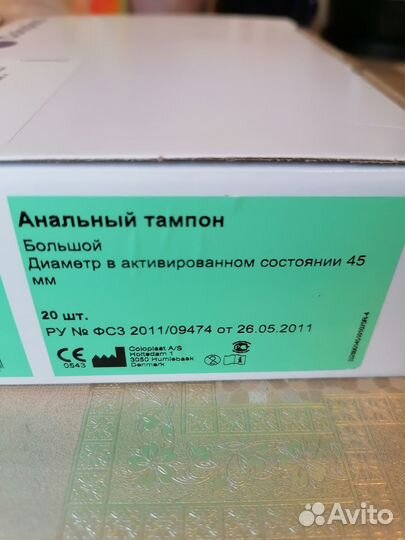 Анальный тампон
Большой
Диаметр в активированном состоянии 45
мм
20 шт.
РУ № ФСЗ 2011/09474 от 26.05.2011
CE
0543
Coloplast A/S
Holtedam 1
3050 Humlebaek
Denmark
Avito